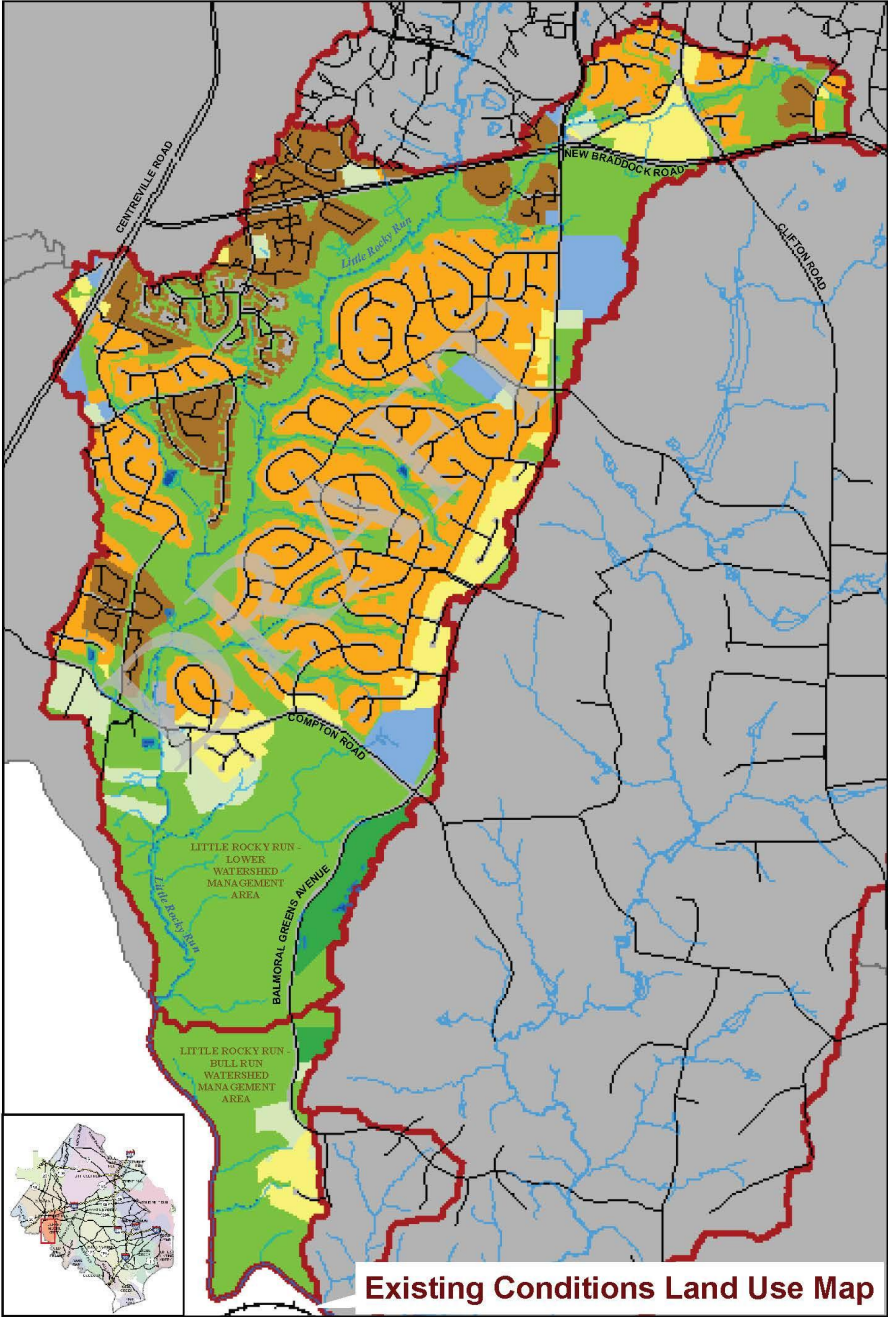 CENTREVILLE ROAD
NEW BRADDOCK ROAD
CLIFTON ROAD
Little Rocky Run
DRAFT
COMPTON ROAD
LITTLE ROCKY RUN -
LOWER
WATERSHED
MANAGEMENT
AREA
Little Rocky Run
BALMORAL GREENS AVENUE
LITTLE ROCKY RUN -
BULL RUN
WATERSHED
MANAGEMENT
AREA
Existing Conditions Land Use Map